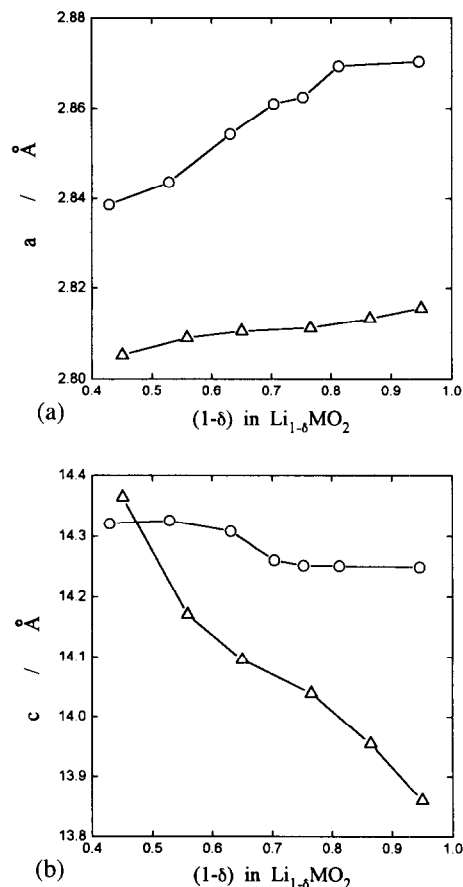 2.88
2.86
2.84
2.82
2.80
a / Å
0.4 0.5 0.6 0.7 0.8 0.9 1.0
(a)
(1-δ) in Li₁₋δMO₂
14.4
14.3
14.2
14.1
14.0
13.9
13.8
c / Å
0.4 0.5 0.6 0.7 0.8 0.9 1.0
(b)
(1-δ) in Li₁₋δMO₂